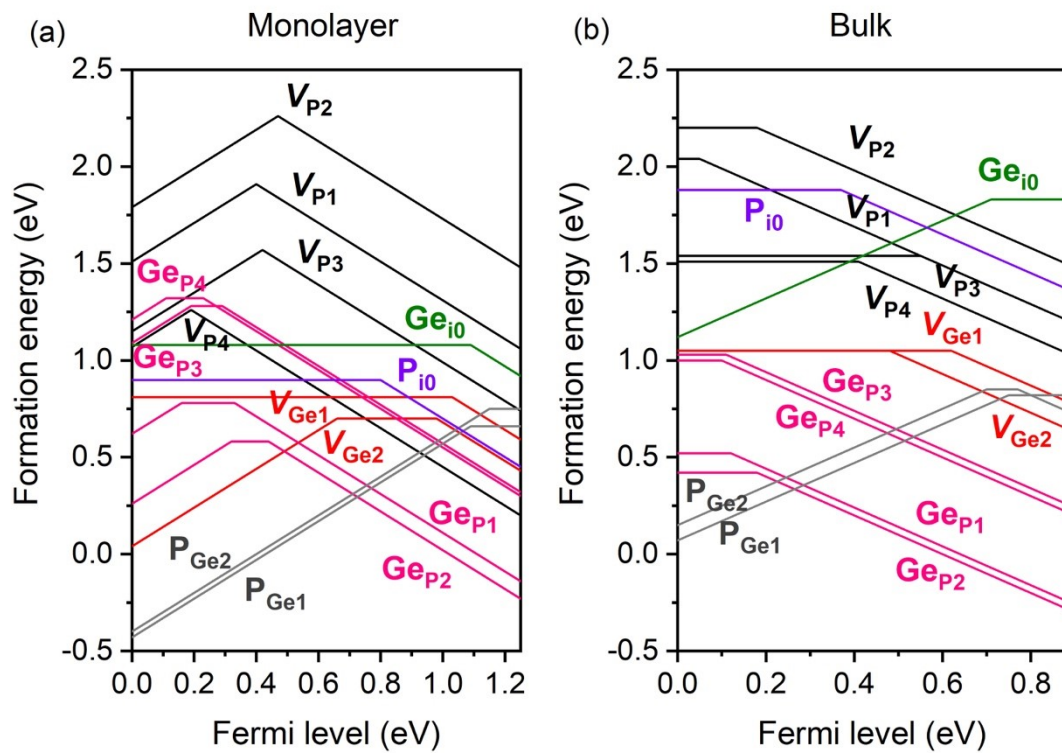 (a) Monolayer
Formation energy (eV)
2.5
2.0
1.5
1.0
0.5
0.0
-0.5
V_P2
V_P1
V_P3
Ge_P4
Ge_i0
V_P4
Ge_P3
P_i0
V_Ge1
V_Ge2
Ge_P1
P_Ge2
Ge_P2
P_Ge1
0.0 0.2 0.4 0.6 0.8 1.0 1.2
Fermi level (eV)
(b) Bulk
Formation energy (eV)
2.5
2.0
1.5
1.0
0.5
0.0
-0.5
V_P2
Ge_i0
P_i0
V_P1
V_P3
V_P4
V_Ge1
Ge_P3
Ge_P4
V_Ge2
P_Ge2
Ge_P1
P_Ge1
Ge_P2
0.0 0.2 0.4 0.6 0.8
Fermi level (eV)